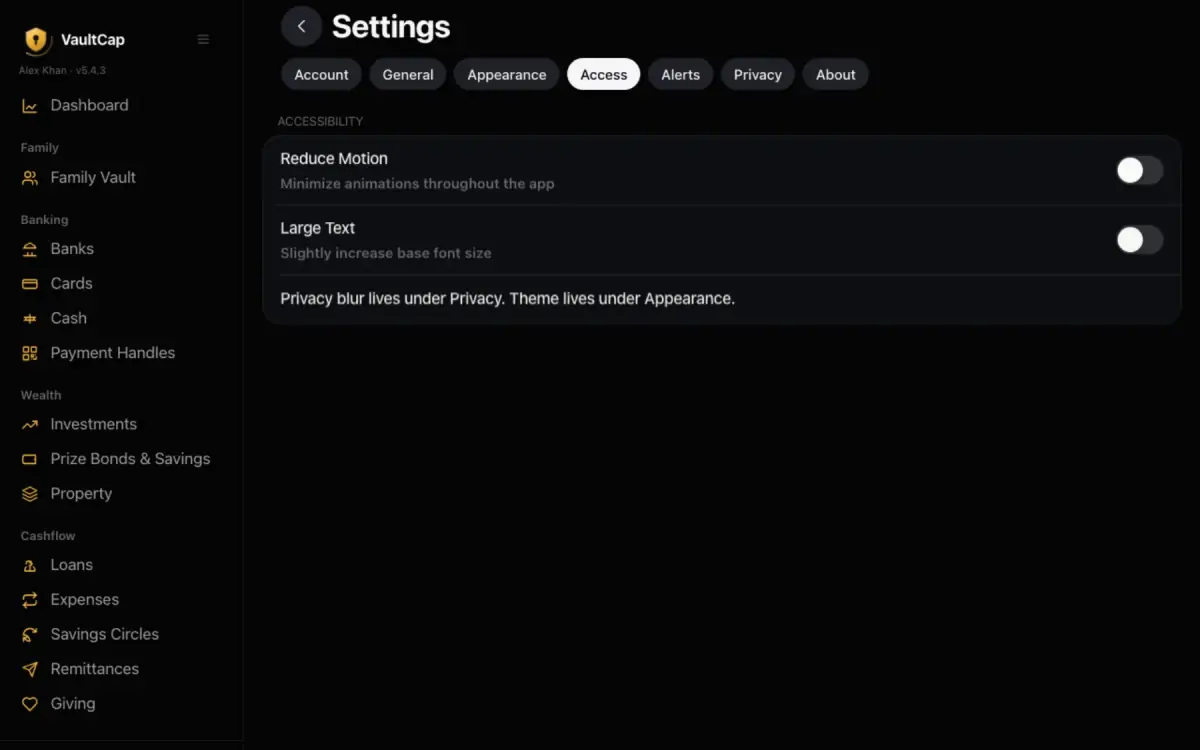 VaultCap
Alex Khan · v5.4.3
Dashboard
Family
Family Vault
Banking
Banks
Cards
Cash
Payment Handles
Wealth
Investments
Prize Bonds & Savings
Property
Cashflow
Loans
Expenses
Savings Circles
Remittances
Giving
Settings
Account General Appearance Access Alerts Privacy About
ACCESSIBILITY
Reduce Motion
Minimize animations throughout the app
Large Text
Slightly increase base font size
Privacy blur lives under Privacy. Theme lives under Appearance.